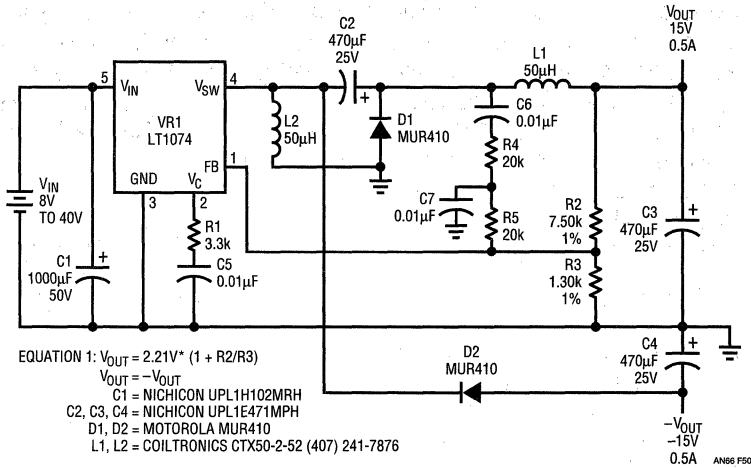 C2
470µF
25V
VOUT
15V
0.5A
L1
50µH
5
VIN
VSW
4
VR1
LT1074
L2
50µH
D1
MUR410
C6
0.01µF
R4
20k
FB
1
GND
VC
3
2
VIN
8V
TO 40V
C7
0.01µF
R5
20k
R2
7.50k
1%
C3
470µF
25V
R1
3.3k
C1
1000µF
50V
C5
0.01µF
R3
1.30k
1%
+
+
+
+
EQUATION 1: VOUT = 2.21V* (1 + R2/R3)
VOUT = –VOUT
C1 = NICHICON UPL1H102MRH
C2, C3, C4 = NICHICON UPL1E471MPH
D1, D2 = MOTOROLA MUR410
L1, L2 = COILTRONICS CTX50-2-52 (407) 241-7876
D2
MUR410
C4
470µF
25V
–VOUT
–15V
0.5A
AN66 F50